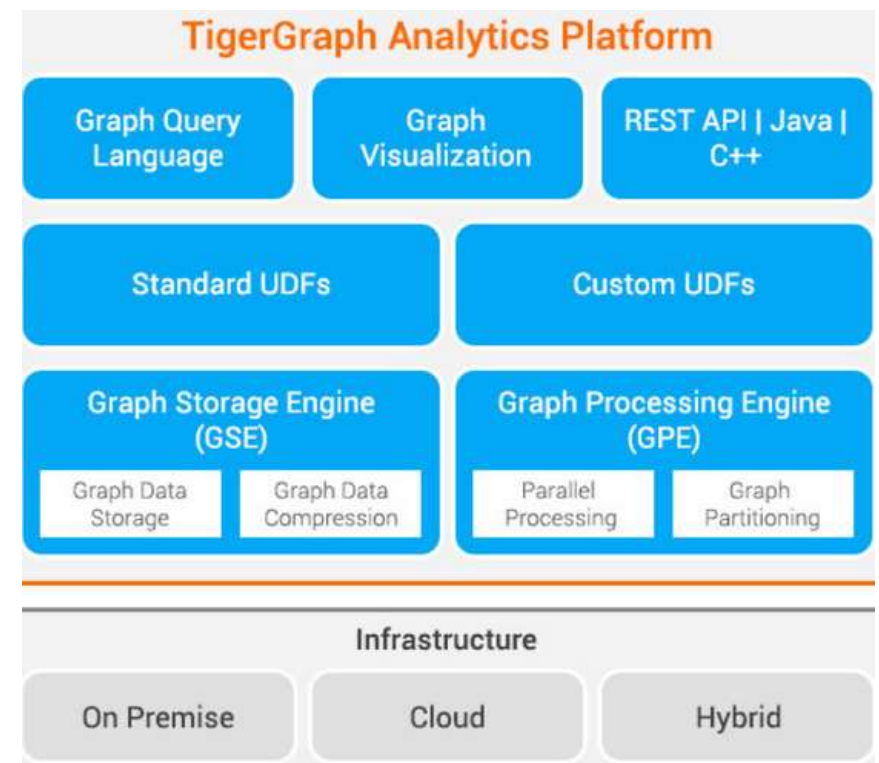 TigerGraph Analytics Platform
Graph Query
Language
Graph
Visualization
REST API | Java |
C++
Standard UDFs
Custom UDFs
Graph Storage Engine
(GSE)
Graph Data
Storage
Graph Data
Compression
Graph Processing Engine
(GPE)
Parallel
Processing
Graph
Partitioning
Infrastructure
On Premise
Cloud
Hybrid